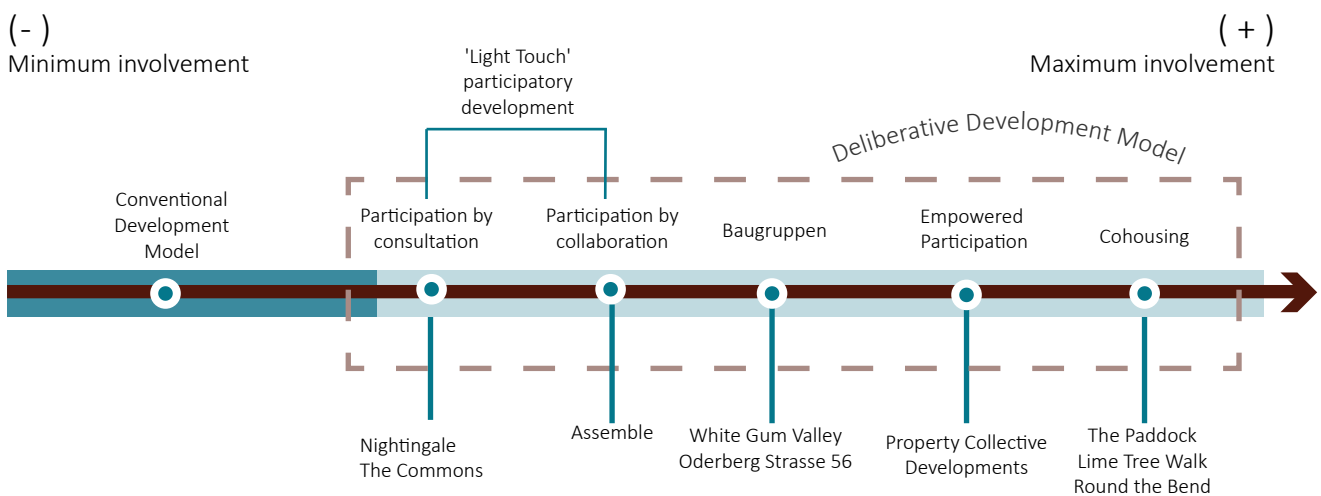 (-)
Minimum involvement
(+)
Maximum involvement
'Light Touch'
participatory
development
Deliberative Development Model
Conventional
Development
Model
Participation by
consultation
Participation by
collaboration
Baugruppen
Empowered
Participation
Cohousing
Nightingale
The Commons
Assemble
White Gum Valley
Oderberg Strasse 56
Property Collective
Developments
The Paddock
Lime Tree Walk
Round the Bend